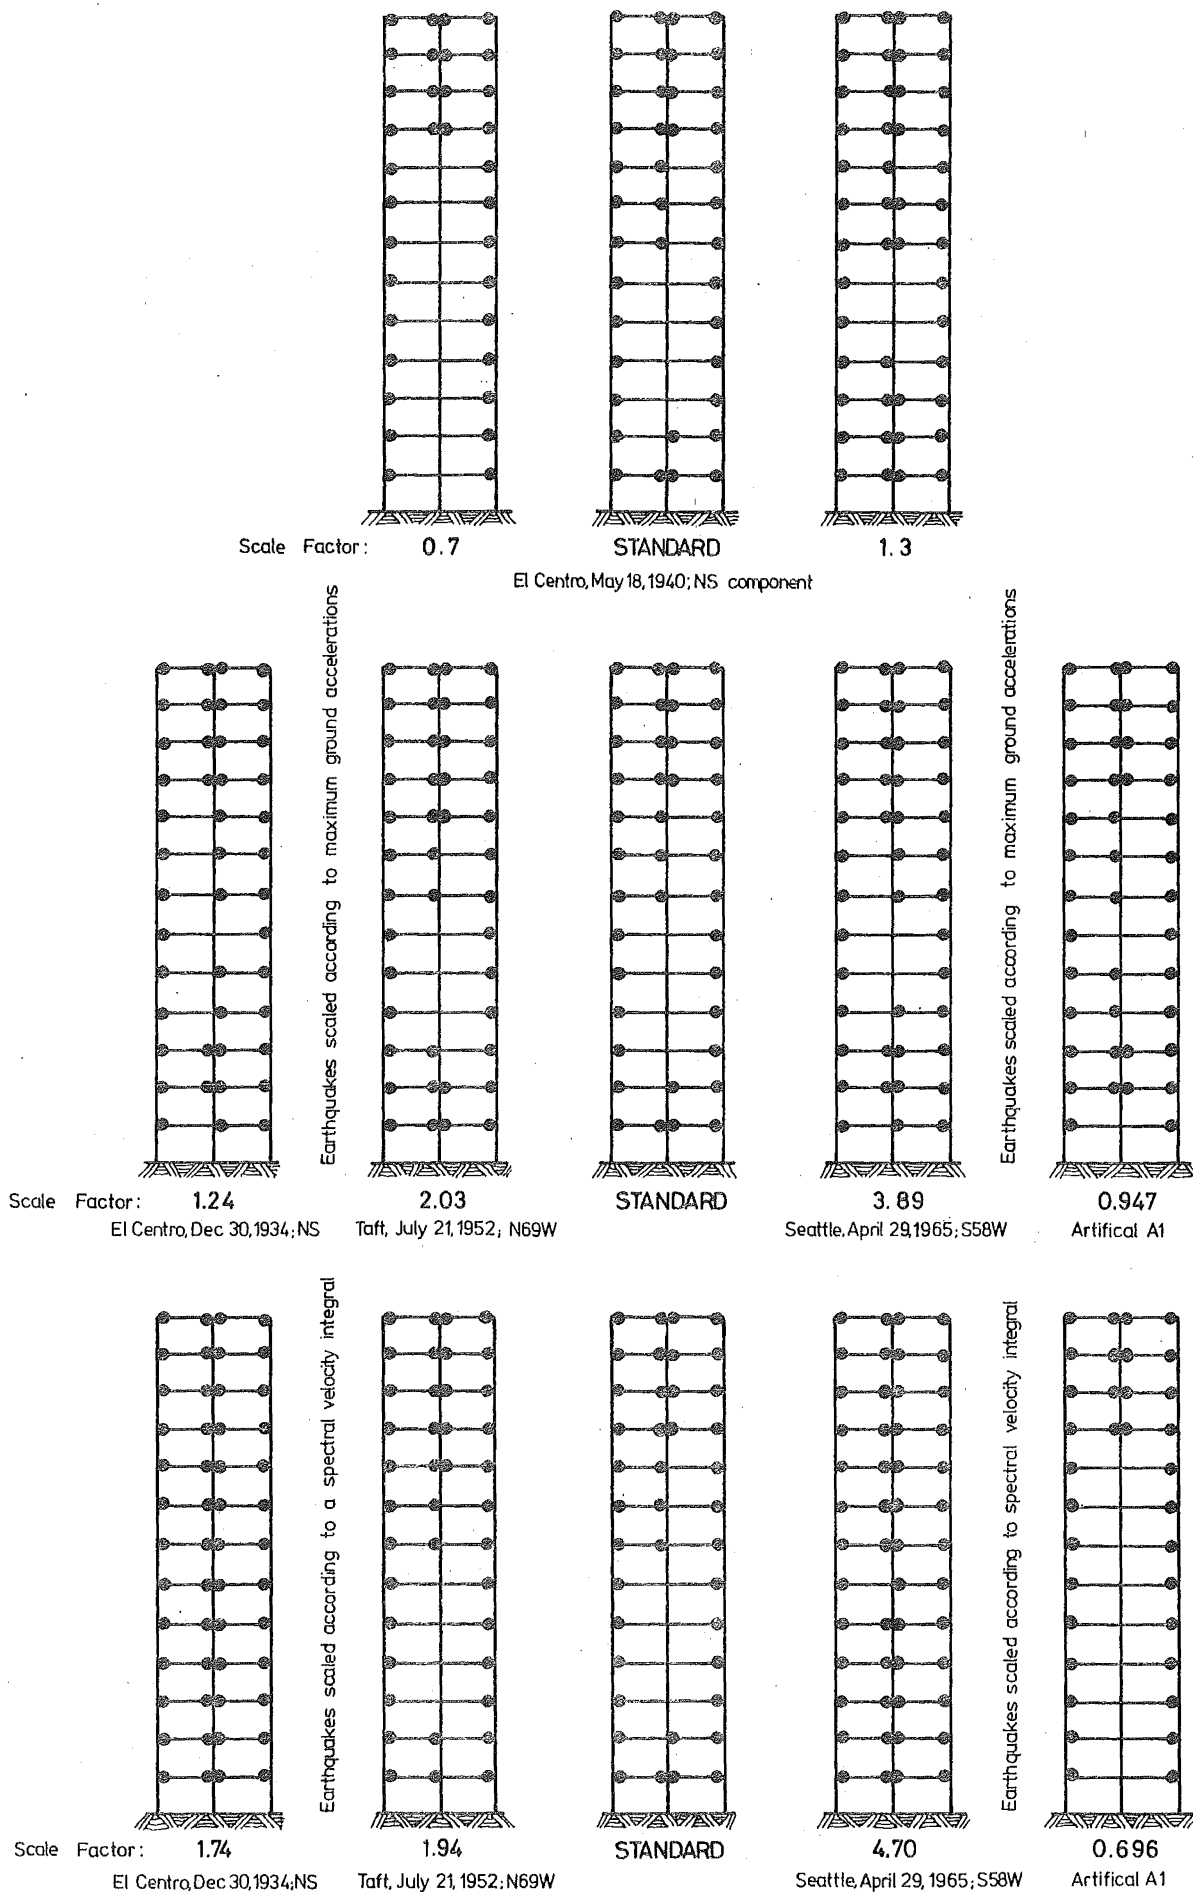 Scale Factor: 0.7 STANDARD 1.3
El Centro, May 18, 1940; NS component
Earthquakes scaled according to maximum ground accelerations
Earthquakes scaled according to maximum ground accelerations
Scale Factor: 1.24 2.03 STANDARD 3.89 0.947
El Centro, Dec 30, 1934; NS Taft, July 21, 1952; N69W Seattle, April 29, 1965; S58W Artifical A1
Earthquakes scaled according to a spectral velocity integral
Earthquakes scaled according to spectral velocity integral
Scale Factor: 1.74 1.94 STANDARD 4.70 0.696
El Centro, Dec 30, 1934; NS Taft, July 21, 1952; N69W Seattle, April 29, 1965; S58W Artifical A1